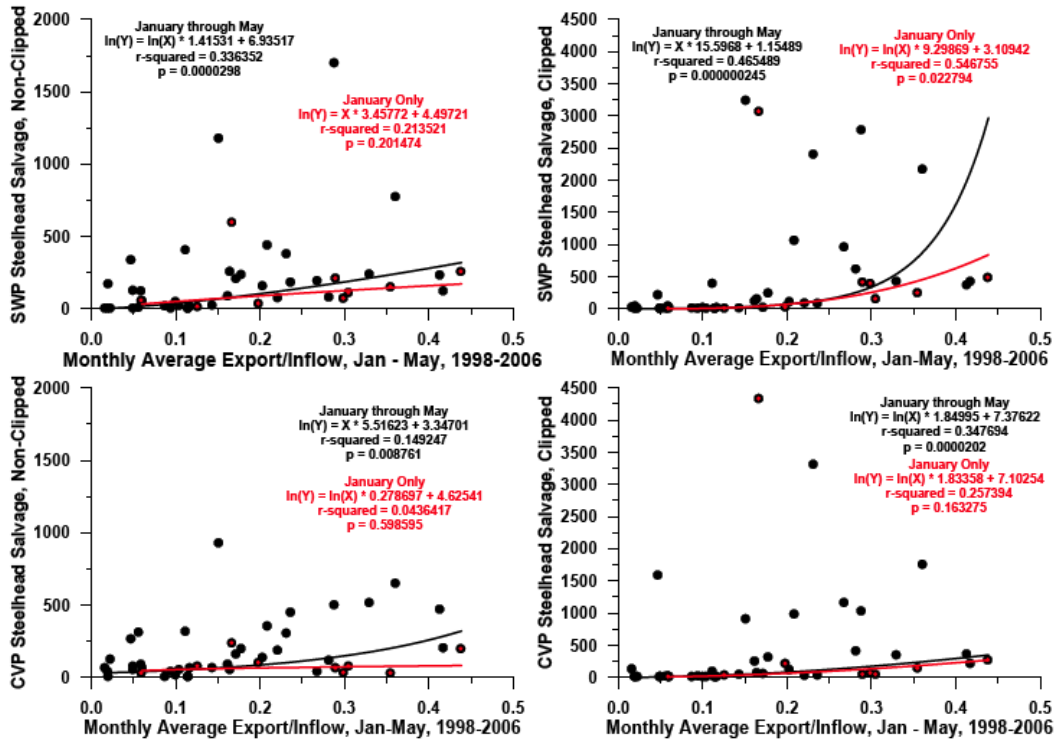 SWP Steelhead Salvage, Non-Clipped
2000
1500
1000
500
0
January through May
ln(Y) = ln(X) * 1.41531 + 6.93517
r-squared = 0.336352
p = 0.0000298
January Only
ln(Y) = X * 3.45772 + 4.49721
r-squared = 0.213521
p = 0.201474
0.0 0.1 0.2 0.3 0.4 0.5
Monthly Average Export/Inflow, Jan - May, 1998-2006
SWP Steelhead Salvage, Clipped
4500
4000
3500
3000
2500
2000
1500
1000
500
0
January through May
ln(Y) = X * 15.5968 + 1.15489
r-squared = 0.465489
p = 0.000000245
January Only
ln(Y) = ln(X) * 9.29869 + 3.10942
r-squared = 0.546755
p = 0.022794
0.0 0.1 0.2 0.3 0.4 0.5
Monthly Average Export/Inflow, Jan-May, 1998-2006
CVP Steelhead Salvage, Non-Clipped
2000
1500
1000
500
0
January through May
ln(Y) = X * 5.51623 + 3.34701
r-squared = 0.149247
p = 0.008761
January Only
ln(Y) = ln(X) * 0.278697 + 4.62541
r-squared = 0.0436417
p = 0.598595
0.0 0.1 0.2 0.3 0.4 0.5
Monthly Average Export/Inflow, Jan-May, 1998-2006
CVP Steelhead Salvage, Clipped
4500
4000
3500
3000
2500
2000
1500
1000
500
0
January through May
ln(Y) = ln(X) * 1.84995 + 7.37622
r-squared = 0.347694
p = 0.0000202
January Only
ln(Y) = ln(X) * 1.83358 + 7.10254
r-squared = 0.257394
p = 0.163275
0.0 0.1 0.2 0.3 0.4 0.5
Monthly Average Export/Inflow, Jan - May, 1998-2006